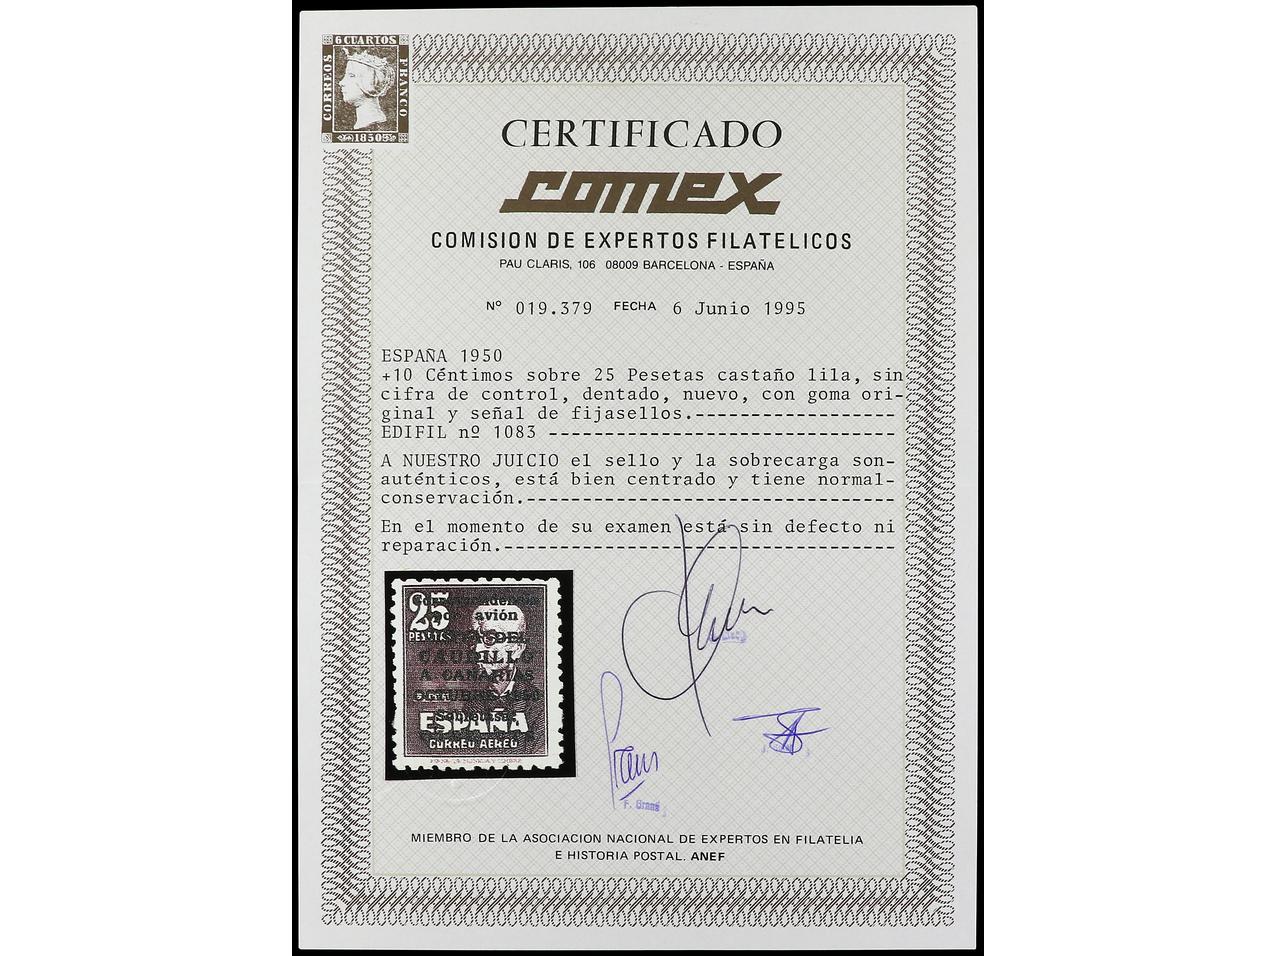 6 CUARTOS
CORREOS
FRANCO
1850
CERTIFICADO
comex
COMISION DE EXPERTOS FILATELICOS
PAU CLARIS, 106 08009 BARCELONA - ESPAÑA
Nº 019.379 FECHA 6 Junio 1995
ESPAÑA 1950
+10 Céntimos sobre 25 Pesetas castaño lila, sin
cifra de control, dentado, nuevo, con goma ori-
ginal y señal de fijasellos.------------------
EDIFIL nº 1083 -------------------------------
A NUESTRO JUICIO el sello y la sobrecarga son-
auténticos, está bien centrado y tiene normal-
conservación.---------------------------------
En el momento de su examen está sin defecto ni
reparación.-----------------------------------
25
PESETAS
por avión
DEL
CAUDILLO
A CANARIAS
ESPAÑA
CORREO AEREO
MIEMBRO DE LA ASOCIACION NACIONAL DE EXPERTOS EN FILATELIA
E HISTORIA POSTAL. ANEF